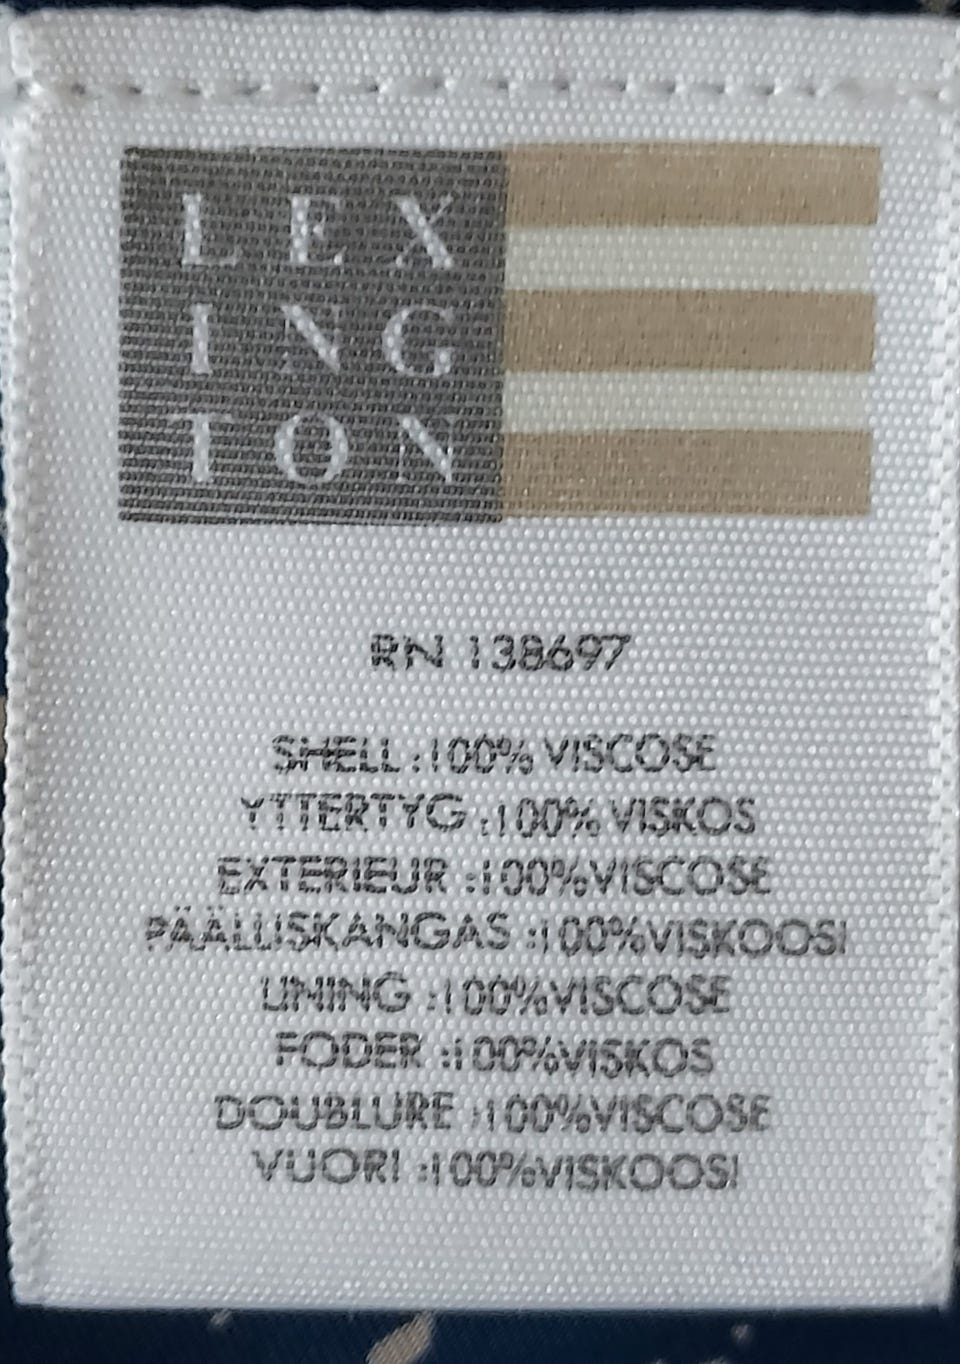 LEX
ING
TON
RN 138697
SHELL :100% VISCOSE
YTTERTYG :100% VISKOS
EXTERIEUR :100%VISCOSE
PÄÄLLISKANGAS :100%VISKOOSI
LINING :100%VISCOSE
FODER :100%VISKOS
DOUBLURE :100%VISCOSE
VUORI :100%VISKOOSI